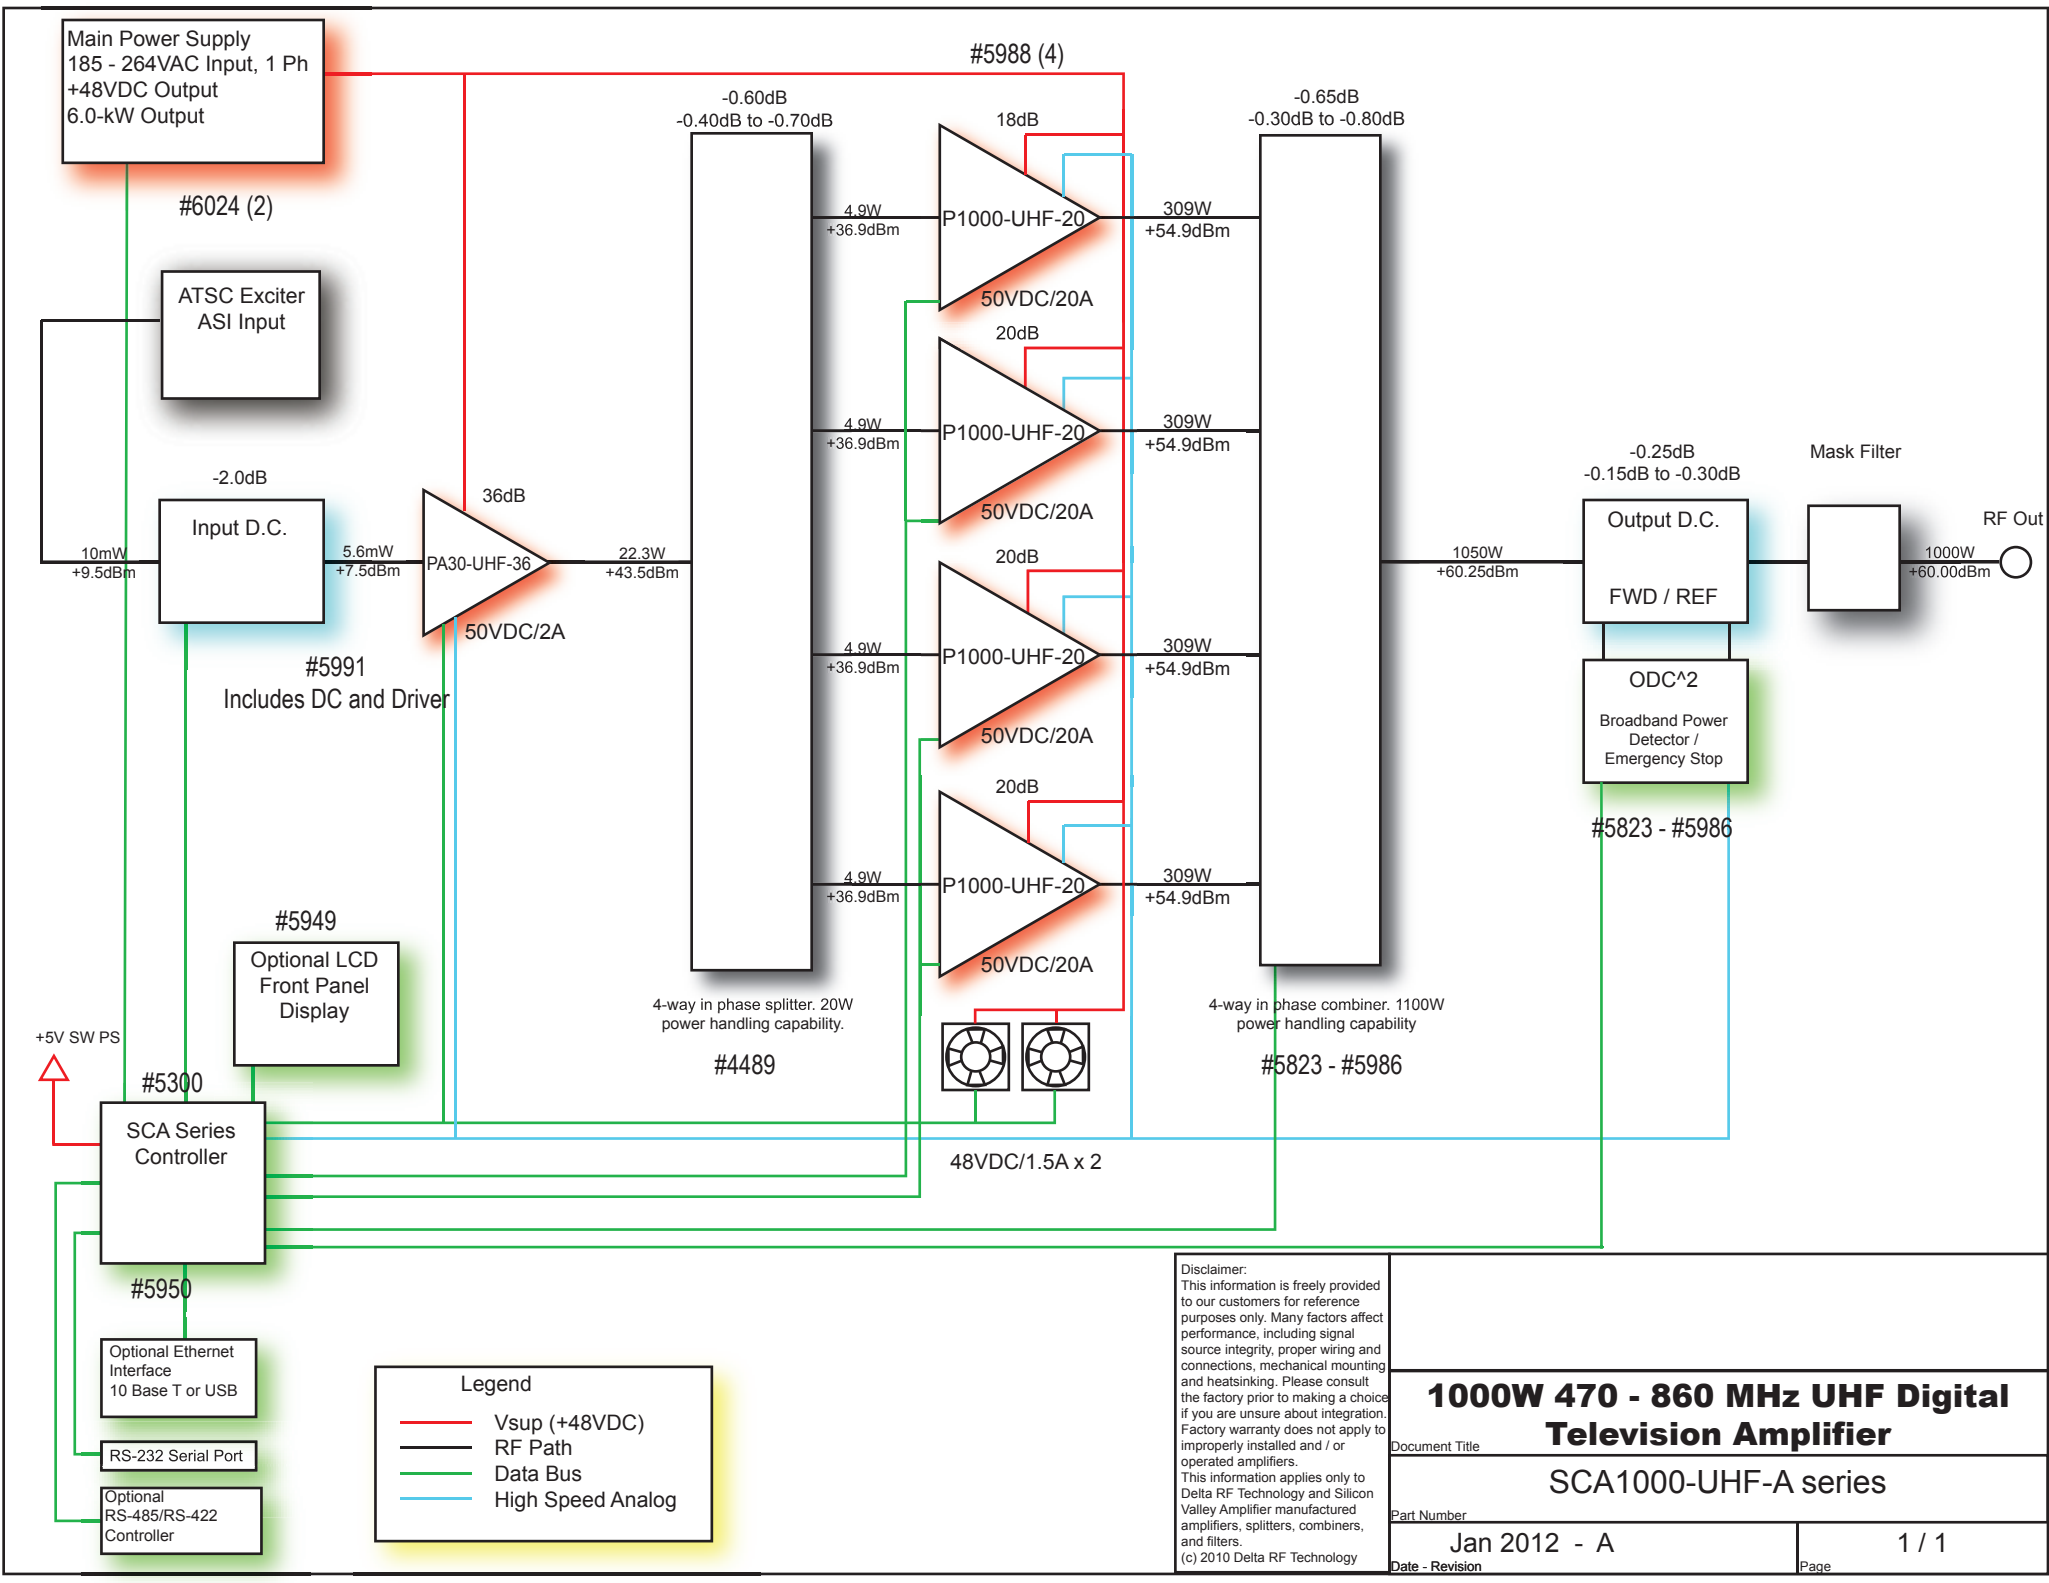 Main Power Supply
185 - 264VAC Input, 1 Ph
+48VDC Output
6.0-kW Output
#6024 (2)
ATSC Exciter
ASI Input
-2.0dB
Input D.C.
10mW
+9.5dBm
5.6mW
+7.5dBm
#5991
Includes DC and Driver
36dB
PA30-UHF-36
50VDC/2A
22.3W
+43.5dBm
-0.60dB
-0.40dB to -0.70dB
4-way in phase splitter. 20W
power handling capability.
#4489
#5988 (4)
4.9W
+36.9dBm
18dB
P1000-UHF-20
50VDC/20A
309W
+54.9dBm
4.9W
+36.9dBm
20dB
P1000-UHF-20
50VDC/20A
309W
+54.9dBm
4.9W
+36.9dBm
20dB
P1000-UHF-20
50VDC/20A
309W
+54.9dBm
4.9W
+36.9dBm
20dB
P1000-UHF-20
50VDC/20A
309W
+54.9dBm
48VDC/1.5A x 2
-0.65dB
-0.30dB to -0.80dB
4-way in phase combiner. 1100W
power handling capability
#5823 - #5986
1050W
+60.25dBm
-0.25dB
-0.15dB to -0.30dB
Output D.C.
FWD / REF
ODC^2
Broadband Power
Detector /
Emergency Stop
#5823 - #5986
Mask Filter
1000W
+60.00dBm
RF Out
#5949
Optional LCD
Front Panel
Display
+5V SW PS
#5300
SCA Series
Controller
#5950
Optional Ethernet
Interface
10 Base T or USB
RS-232 Serial Port
Optional
RS-485/RS-422
Controller
Legend
Vsup (+48VDC)
RF Path
Data Bus
High Speed Analog
Disclaimer:
This information is freely provided
to our customers for reference
purposes only. Many factors affect
performance, including signal
source integrity, proper wiring and
connections, mechanical mounting
and heatsinking. Please consult
the factory prior to making a choice
if you are unsure about integration.
Factory warranty does not apply to
improperly installed and / or
operated amplifiers.
This information applies only to
Delta RF Technology and Silicon
Valley Amplifier manufactured
amplifiers, splitters, combiners,
and filters.
(c) 2010 Delta RF Technology
1000W 470 - 860 MHz UHF Digital
Television Amplifier
Document Title
SCA1000-UHF-A series
Part Number
Jan 2012 - A
Date - Revision
1 / 1
Page